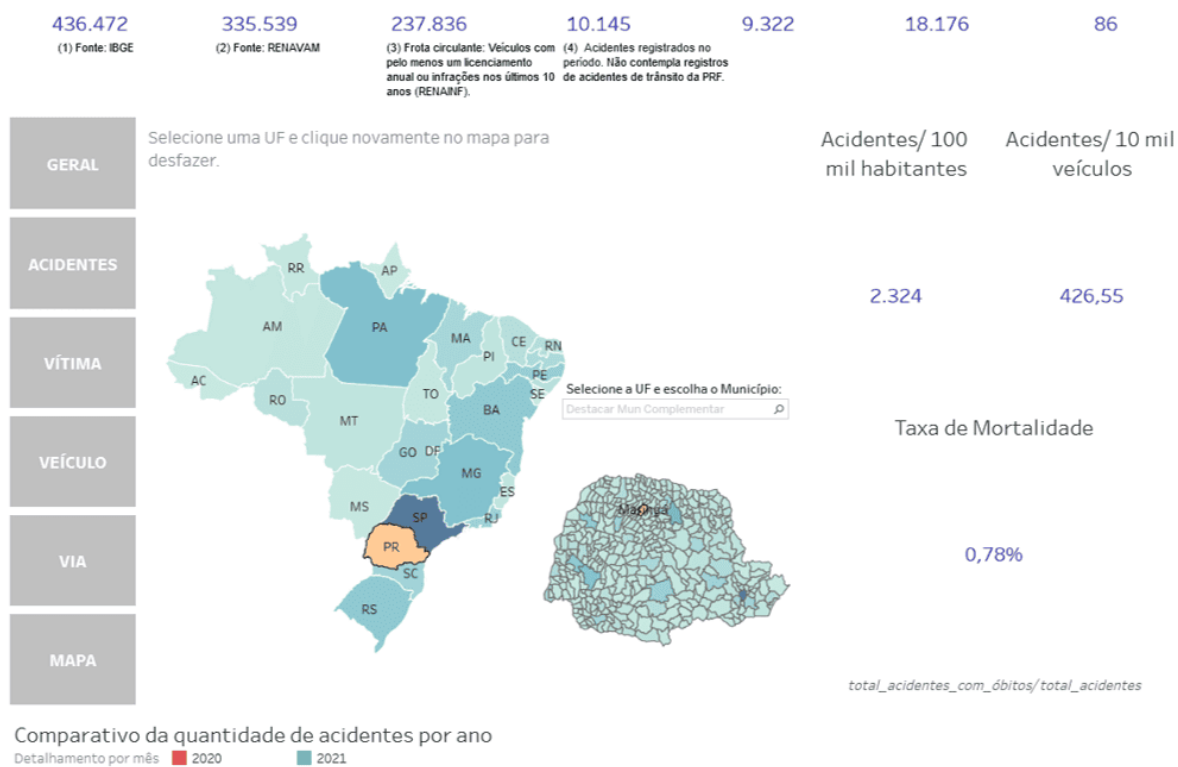 436.472 335.539 237.836 10.145 9.322 18.176 86
(1) Fonte: IBGE
(2) Fonte: RENAVAM
(3) Frota circulante: Veículos com
pelo menos um licenciamento
anual ou infrações nos últimos 10
anos (RENAINF).
(4) Acidentes registrados no
período. Não contempla registros
de acidentes de trânsito da PRF.
GERAL
ACIDENTES
VÍTIMA
VEÍCULO
VIA
MAPA
Selecione uma UF e clique novamente no mapa para
desfazer.
RR
AP
AM
PA
MA
CE
RN
PI
PE
AC
TO
SE
RO
BA
MT
GO
DF
MG
MS
ES
SP
RJ
PR
SC
RS
Selecione a UF e escolha o Município:
Destacar Mun Complementar
Acidentes/ 100
mil habitantes
Acidentes/ 10 mil
veículos
2.324
426,55
Taxa de Mortalidade
0,78%
total_acidentes_com_óbitos/total_acidentes
Comparativo da quantidade de acidentes por ano
Detalhamento por mês 2020 2021